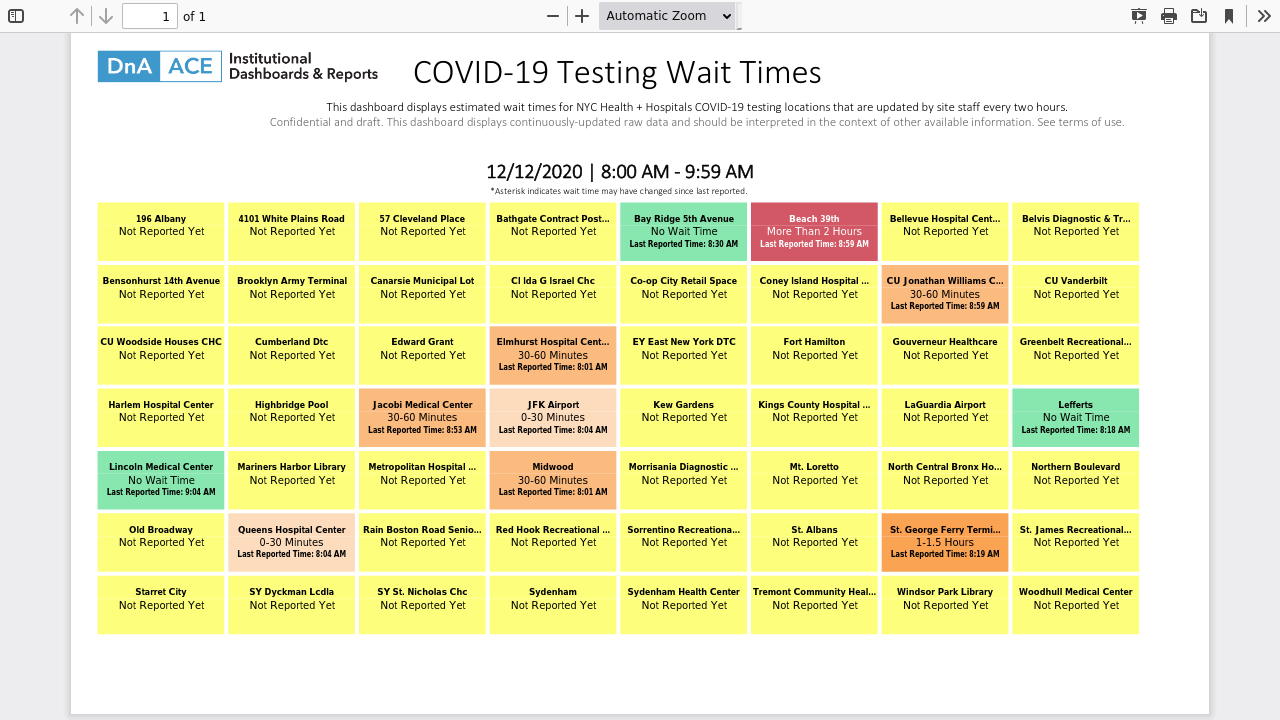 1 of 1
Automatic Zoom
DnA ACE Institutional Dashboards & Reports
COVID-19 Testing Wait Times
This dashboard displays estimated wait times for NYC Health + Hospitals COVID-19 testing locations that are updated by site staff every two hours.
Confidential and draft. This dashboard displays continuously-updated raw data and should be interpreted in the context of other available information. See terms of use.
12/12/2020 | 8:00 AM - 9:59 AM
*Asterisk indicates wait time may have changed since last reported.
196 Albany
Not Reported Yet
4101 White Plains Road
Not Reported Yet
57 Cleveland Place
Not Reported Yet
Bathgate Contract Post...
Not Reported Yet
Bay Ridge 5th Avenue
No Wait Time
Last Reported Time: 8:30 AM
Beach 39th
More Than 2 Hours
Last Reported Time: 8:59 AM
Bellevue Hospital Cent...
Not Reported Yet
Belvis Diagnostic & Tr...
Not Reported Yet
Bensonhurst 14th Avenue
Not Reported Yet
Brooklyn Army Terminal
Not Reported Yet
Canarsie Municipal Lot
Not Reported Yet
Cl Ida G Israel Chc
Not Reported Yet
Co-op City Retail Space
Not Reported Yet
Coney Island Hospital ...
Not Reported Yet
CU Jonathan Williams C...
30-60 Minutes
Last Reported Time: 8:59 AM
CU Vanderbilt
Not Reported Yet
CU Woodside Houses CHC
Not Reported Yet
Cumberland Dtc
Not Reported Yet
Edward Grant
Not Reported Yet
Elmhurst Hospital Cent...
30-60 Minutes
Last Reported Time: 8:01 AM
EY East New York DTC
Not Reported Yet
Fort Hamilton
Not Reported Yet
Gouverneur Healthcare
Not Reported Yet
Greenbelt Recreational...
Not Reported Yet
Harlem Hospital Center
Not Reported Yet
Highbridge Pool
Not Reported Yet
Jacobi Medical Center
30-60 Minutes
Last Reported Time: 8:53 AM
JFK Airport
0-30 Minutes
Last Reported Time: 8:04 AM
Kew Gardens
Not Reported Yet
Kings County Hospital ...
Not Reported Yet
LaGuardia Airport
Not Reported Yet
Lefferts
No Wait Time
Last Reported Time: 8:18 AM
Lincoln Medical Center
No Wait Time
Last Reported Time: 9:04 AM
Mariners Harbor Library
Not Reported Yet
Metropolitan Hospital ...
Not Reported Yet
Midwood
30-60 Minutes
Last Reported Time: 8:01 AM
Morrisania Diagnostic ...
Not Reported Yet
Mt. Loretto
Not Reported Yet
North Central Bronx Ho...
Not Reported Yet
Northern Boulevard
Not Reported Yet
Old Broadway
Not Reported Yet
Queens Hospital Center
0-30 Minutes
Last Reported Time: 8:04 AM
Rain Boston Road Senio...
Not Reported Yet
Red Hook Recreational ...
Not Reported Yet
Sorrentino Recreationa...
Not Reported Yet
St. Albans
Not Reported Yet
St. George Ferry Termi...
1-1.5 Hours
Last Reported Time: 8:19 AM
St. James Recreational...
Not Reported Yet
Starret City
Not Reported Yet
SY Dyckman Lcdla
Not Reported Yet
SY St. Nicholas Chc
Not Reported Yet
Sydenham
Not Reported Yet
Sydenham Health Center
Not Reported Yet
Tremont Community Heal...
Not Reported Yet
Windsor Park Library
Not Reported Yet
Woodhull Medical Center
Not Reported Yet